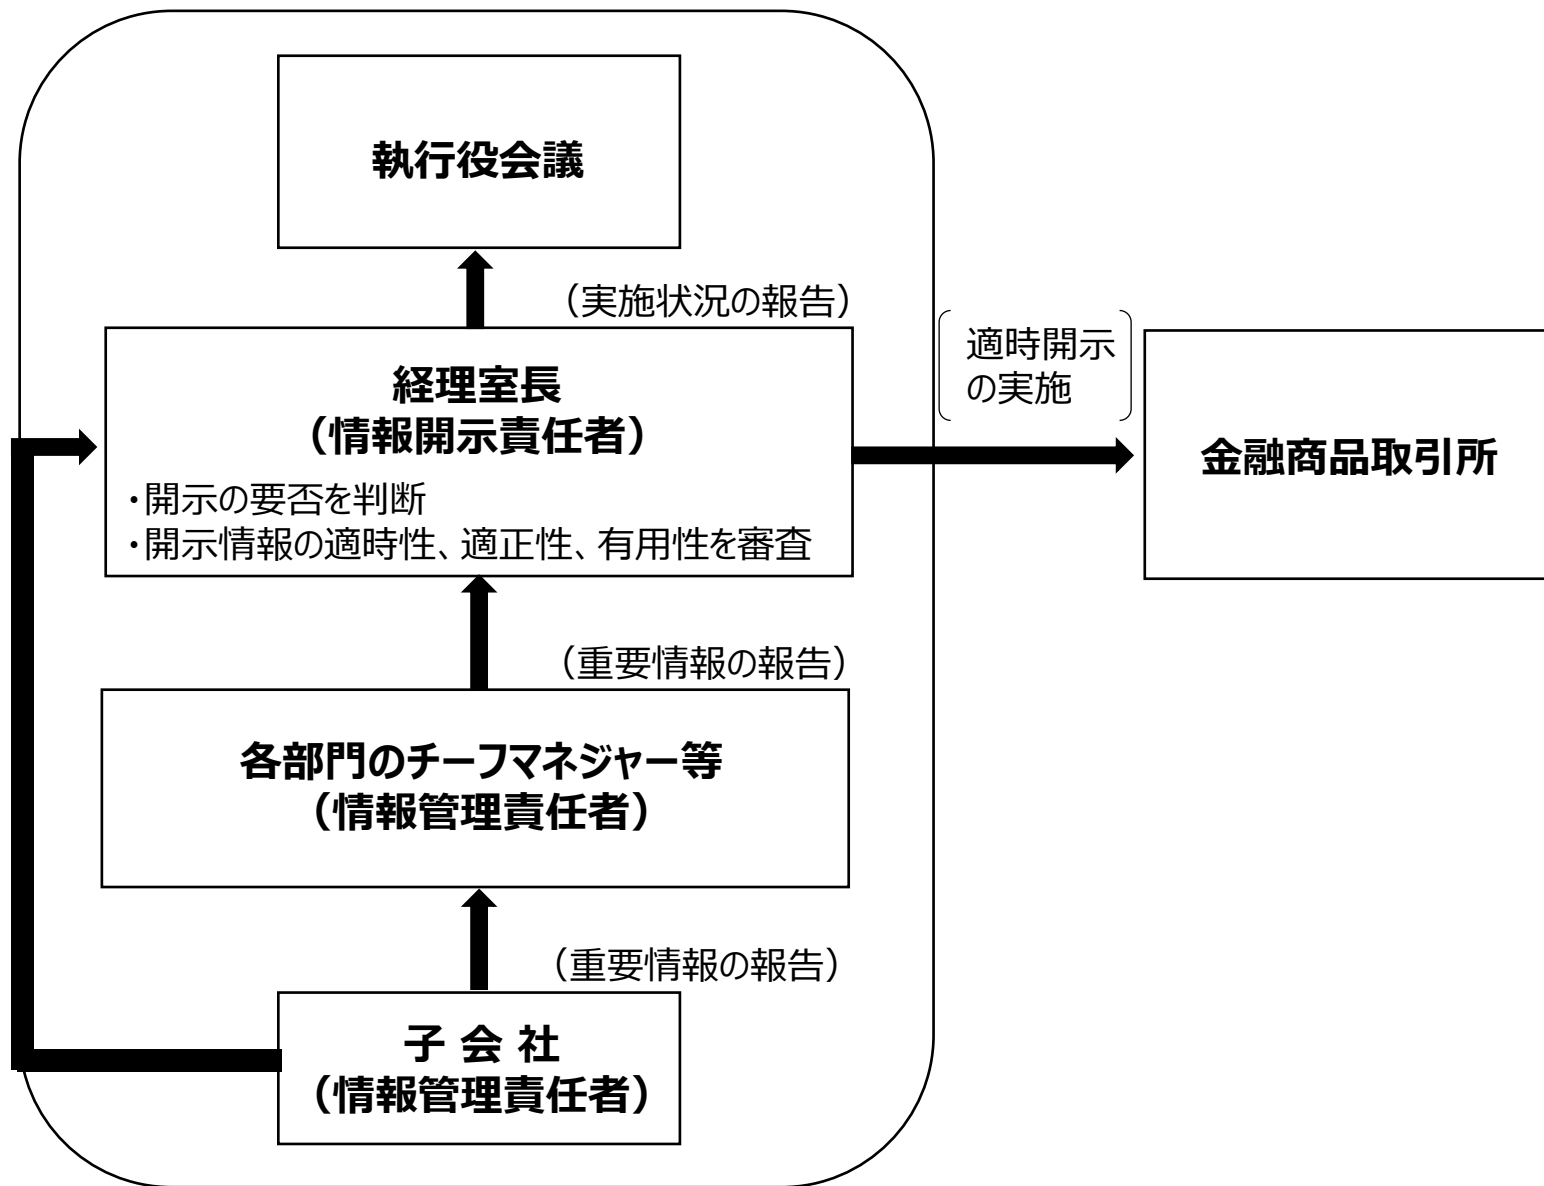 執行役会議
（実施状況の報告）
経理室長
（情報開示責任者）
・開示の要否を判断
・開示情報の適時性、適正性、有用性を審査
適時開示
の実施
金融商品取引所
（重要情報の報告）
各部門のチーフマネジャー等
（情報管理責任者）
（重要情報の報告）
子 会 社
（情報管理責任者）